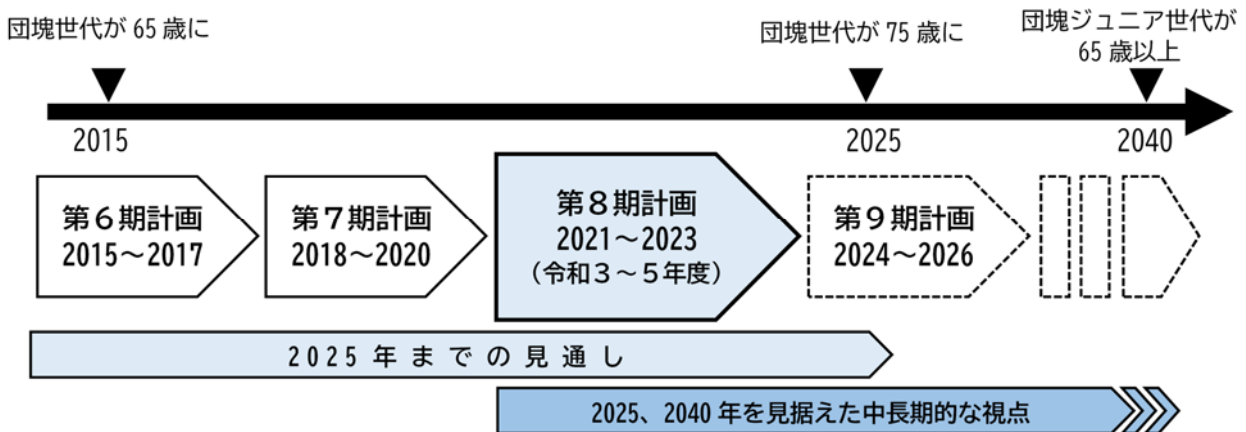 団塊世代が 65 歳に
団塊世代が 75 歳に
団塊ジュニア世代が
65 歳以上
2015
2025
2040
第６期計画
2015～2017
第７期計画
2018～2020
第８期計画
2021～2023
（令和３～５年度）
第９期計画
2024～2026
2025 年までの見通し
2025、2040 年を見据えた中長期的な視点